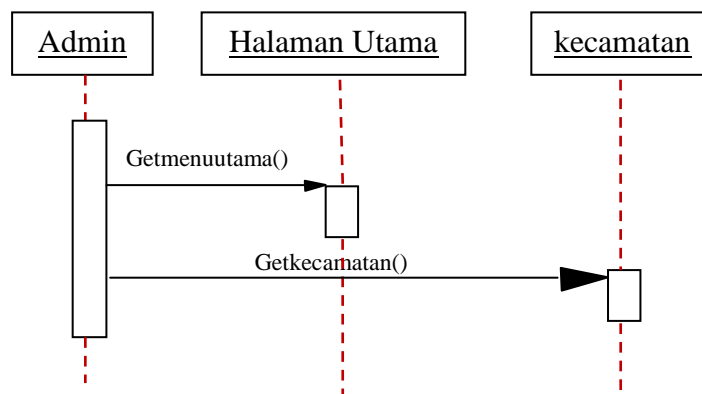 Admin
Halaman Utama
kecamatan
Getmenuutama()
Getkecamatan()